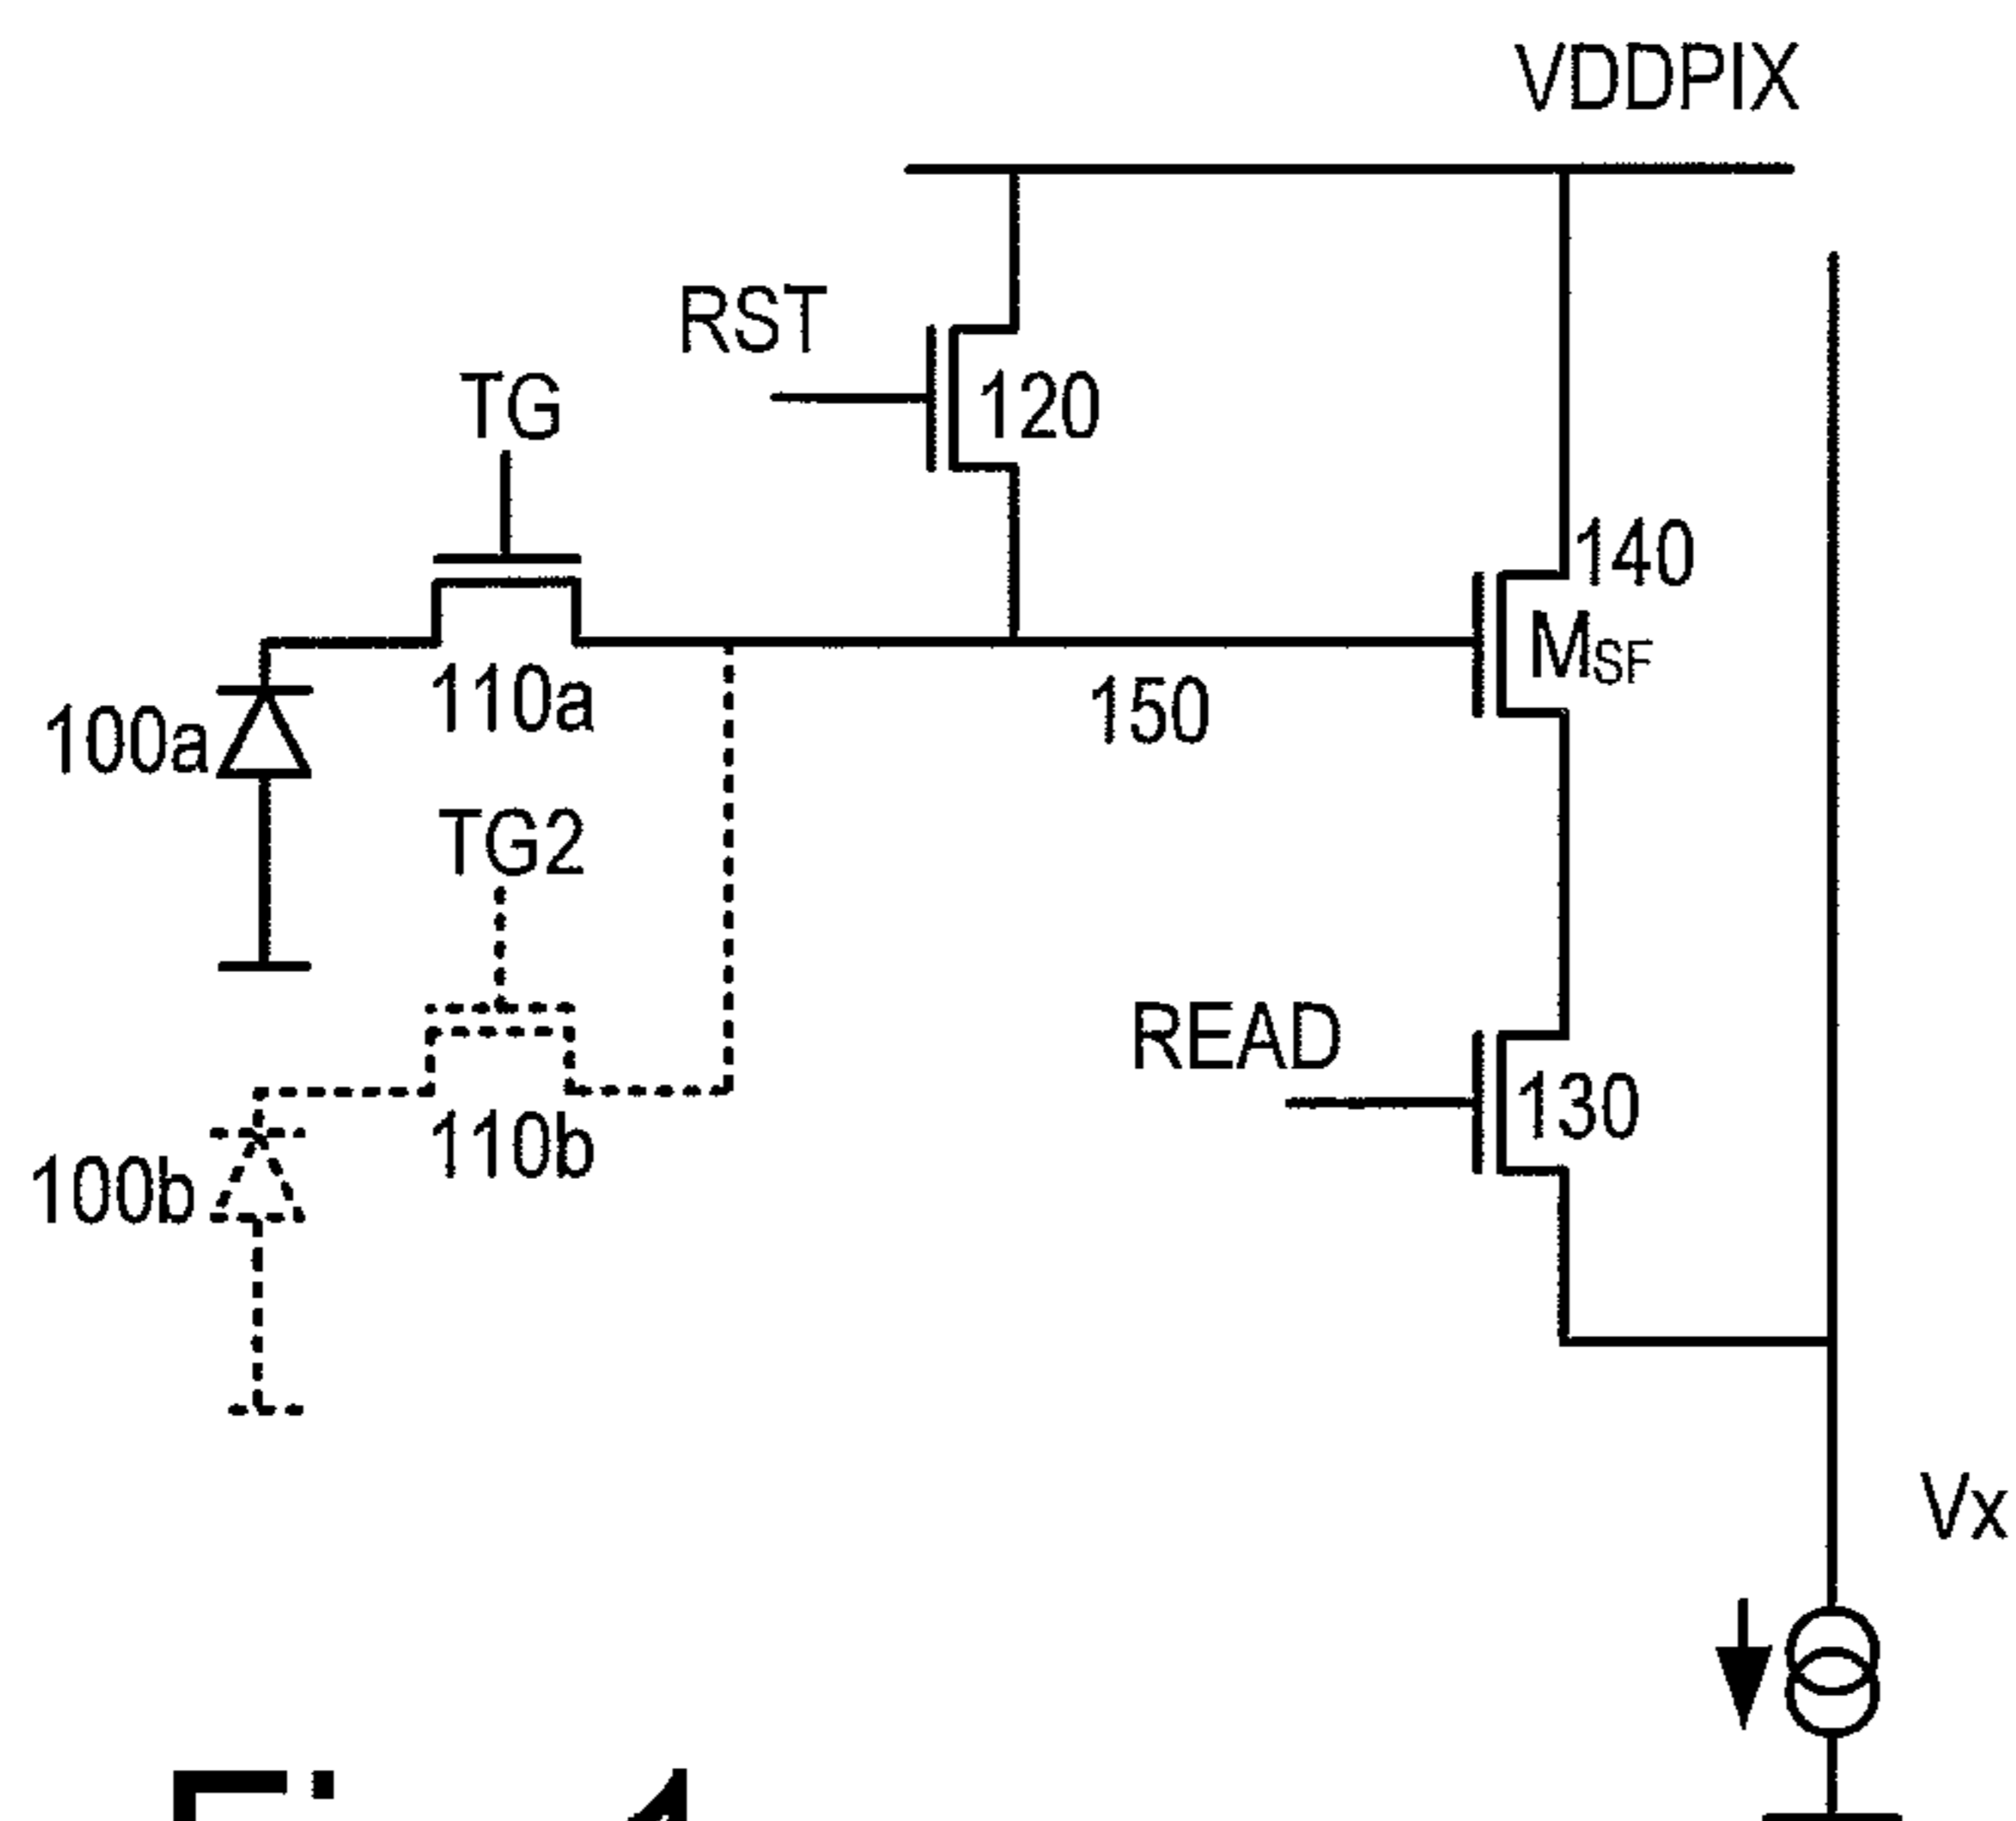 VDDPIX
RST
TG
120
140
MSF
110a
150
100a
TG2
READ
130
110b
100b
Vx